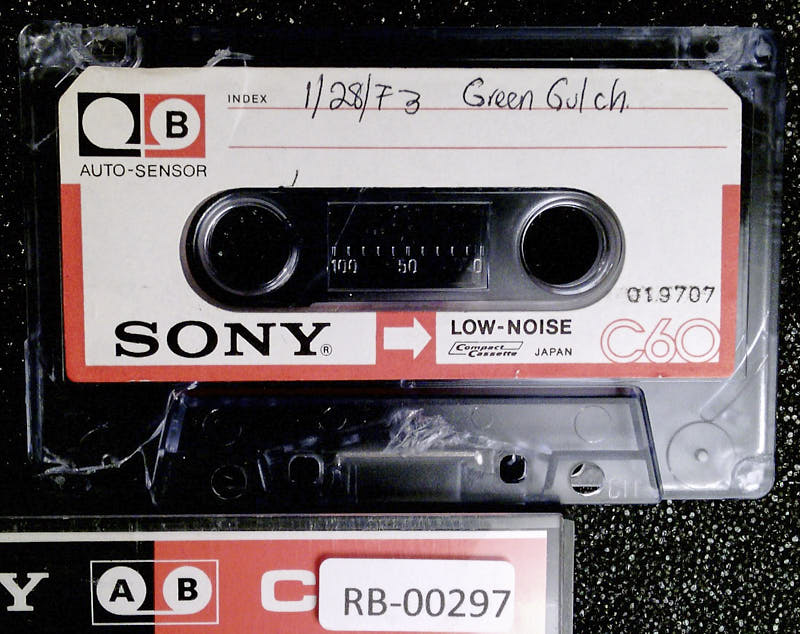 INDEX 1/28/73 Green Gulch.
B
AUTO-SENSOR
100 50 0
019707
SONY® LOW-NOISE C60
Compact Cassette JAPAN
C11
Y A B C
RB-00297